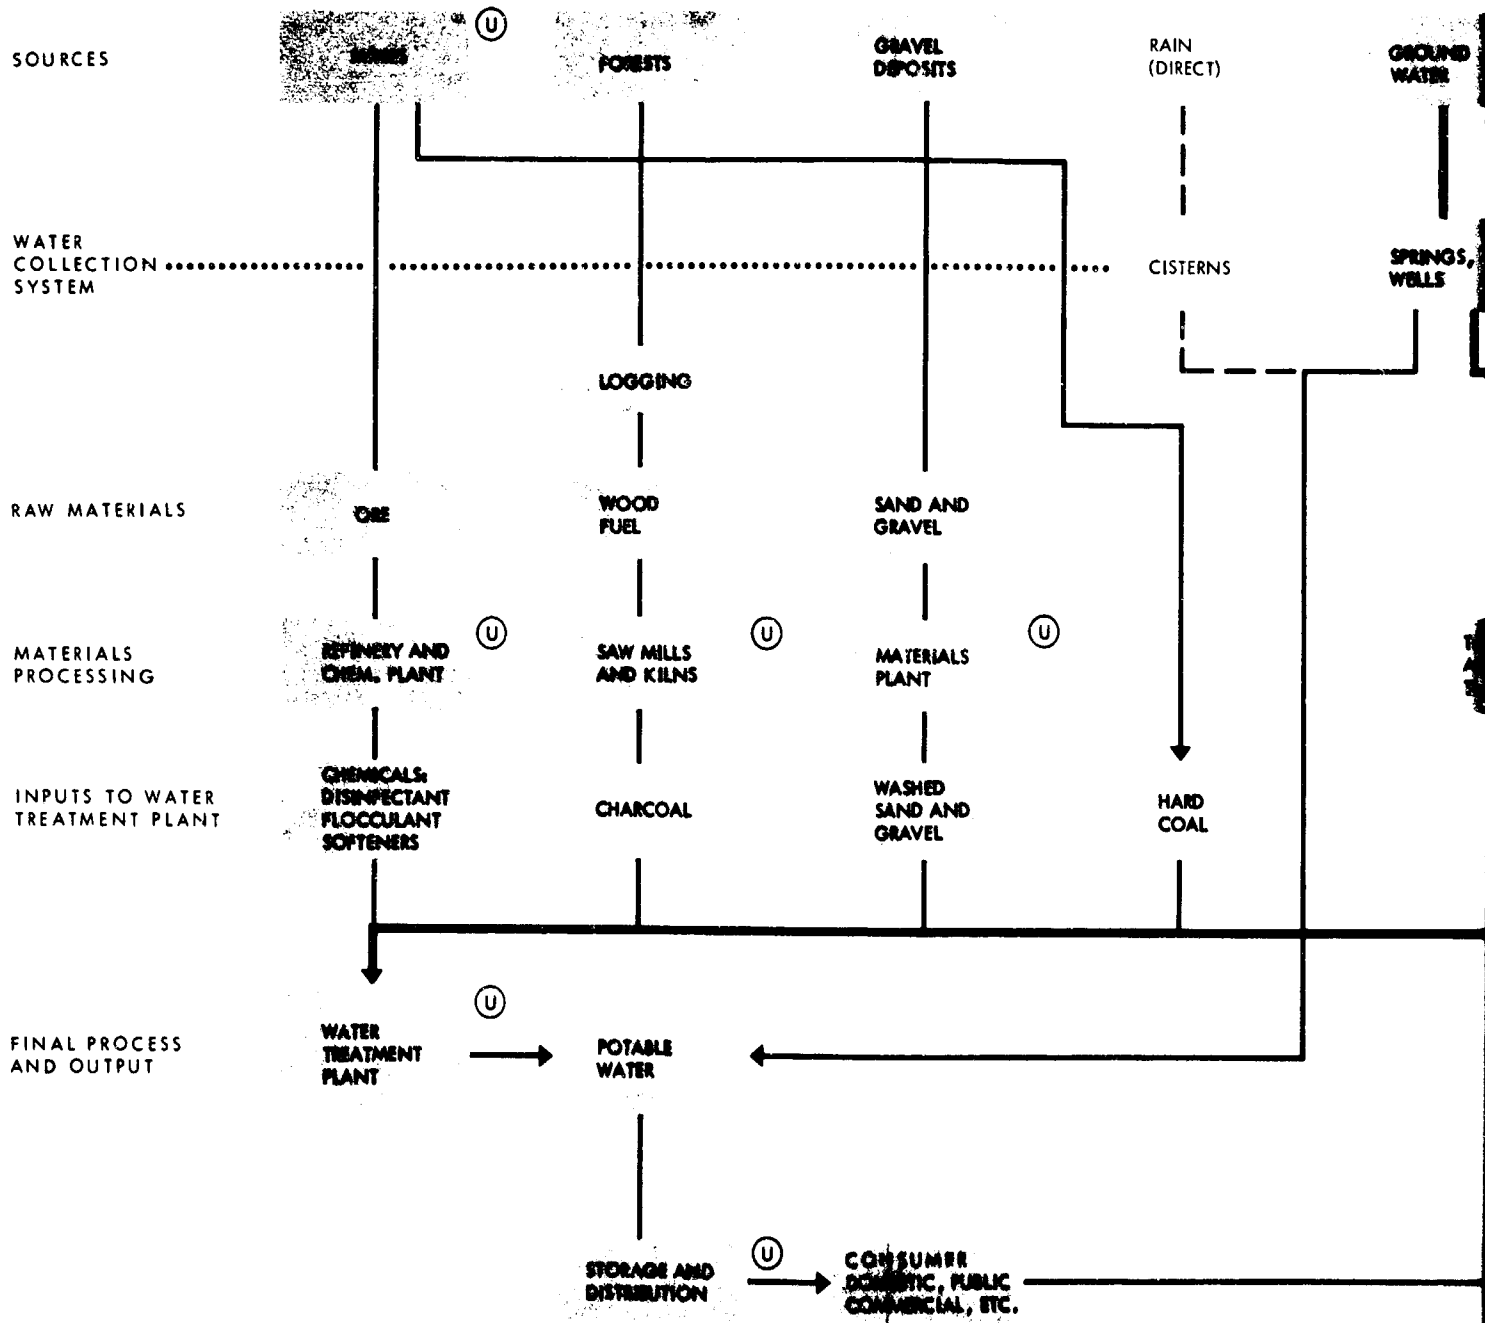 U
SOURCES
MINES
FORESTS
GRAVEL
DEPOSITS
RAIN
(DIRECT)
GROUND
WATER
WATER
COLLECTION
SYSTEM
CISTERNS
SPRINGS,
WELLS
LOGGING
RAW MATERIALS
ORE
WOOD
FUEL
SAND AND
GRAVEL
U
U
U
MATERIALS
PROCESSING
REFINERY AND
CHEM. PLANT
SAW MILLS
AND KILNS
MATERIALS
PLANT
INPUTS TO WATER
TREATMENT PLANT
CHEMICALS:
DISINFECTANT
FLOCCULANT
SOFTENERS
CHARCOAL
WASHED
SAND AND
GRAVEL
HARD
COAL
U
FINAL PROCESS
AND OUTPUT
WATER
TREATMENT
PLANT
POTABLE
WATER
U
STORAGE AND
DISTRIBUTION
CONSUMER
DOMESTIC, PUBLIC
COMMERCIAL, ETC.